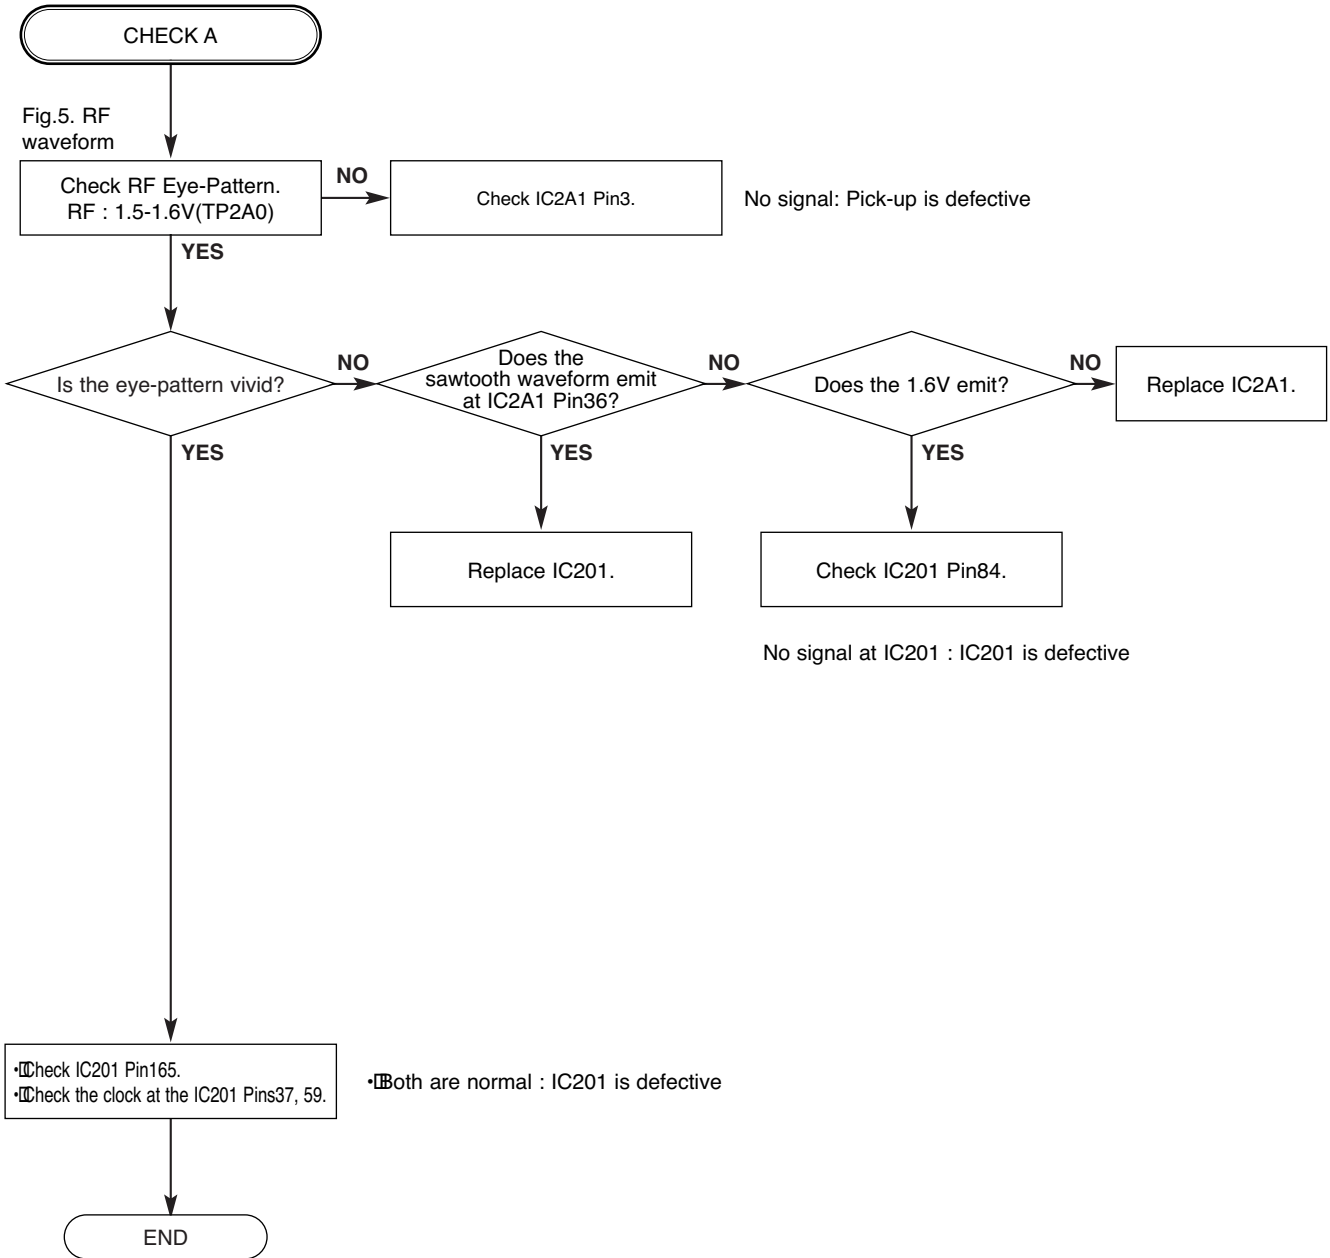 CHECK A
Fig.5. RF
waveform
Check RF Eye-Pattern.
RF : 1.5-1.6V(TP2A0)
NO
Check IC2A1 Pin3.
No signal: Pick-up is defective
YES
Is the eye-pattern vivid?
NO
Does the
sawtooth waveform emit
at IC2A1 Pin36?
NO
Does the 1.6V emit?
NO
Replace IC2A1.
YES
YES
YES
Replace IC201.
Check IC201 Pin84.
No signal at IC201 : IC201 is defective
• Check IC201 Pin165.
• Check the clock at the IC201 Pins37, 59.
• Both are normal : IC201 is defective
END